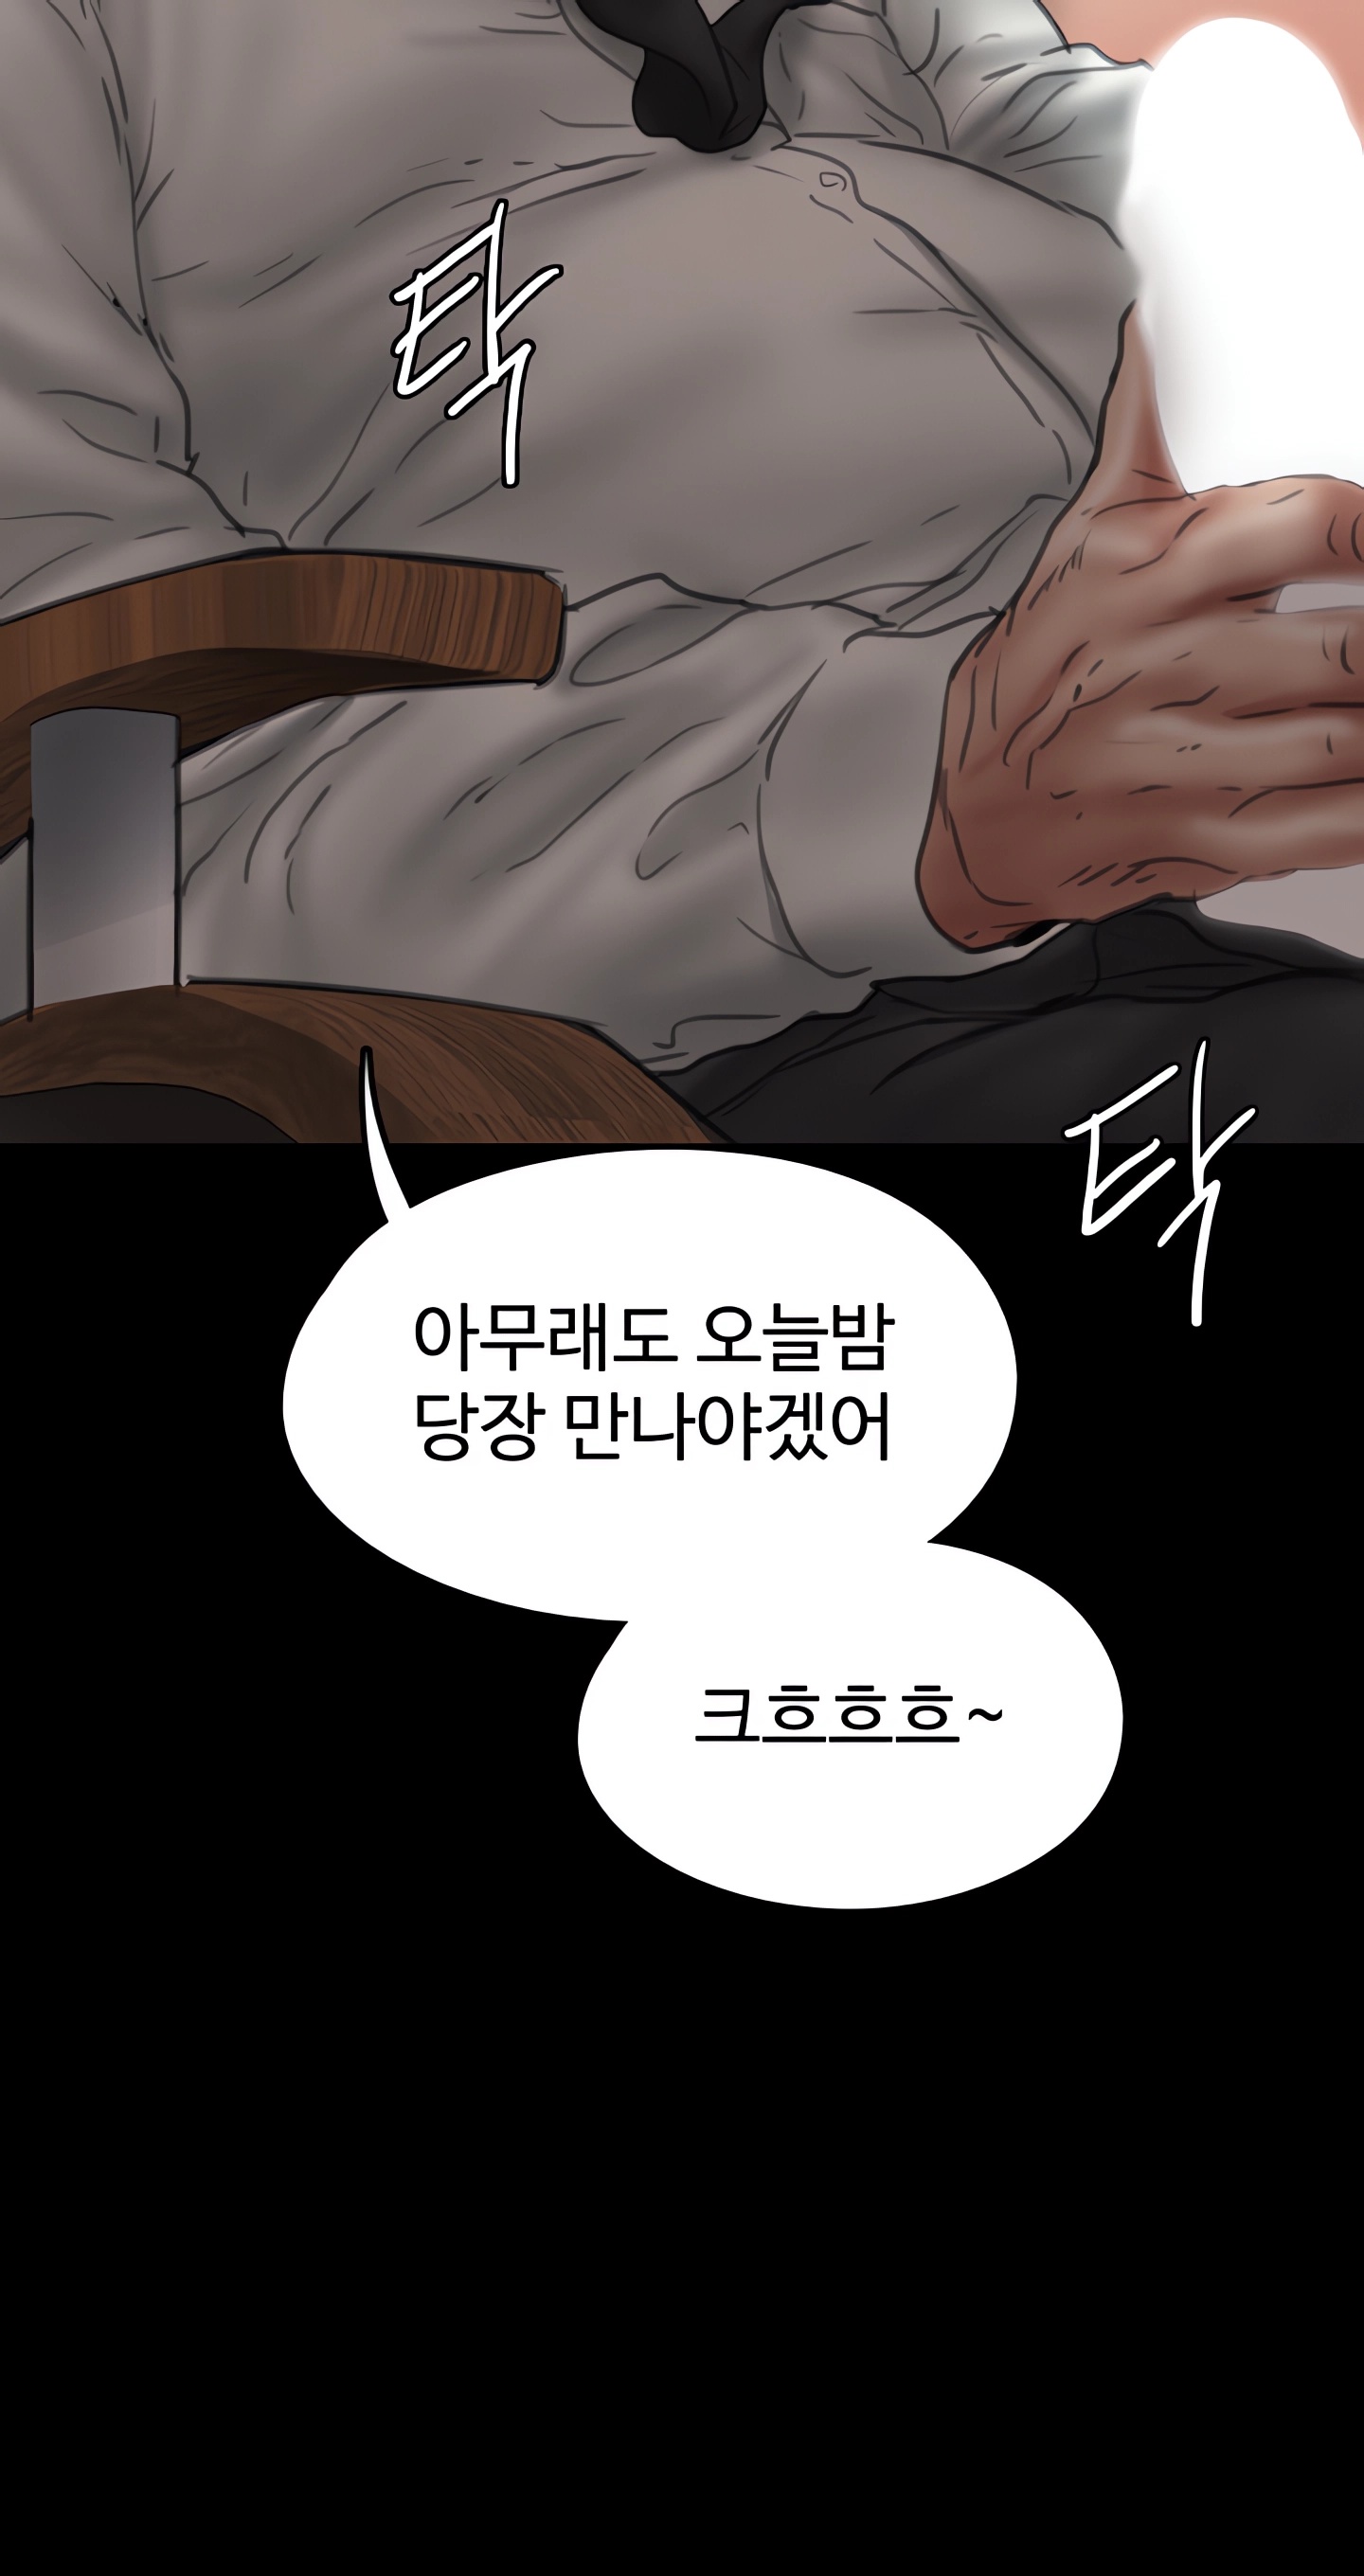 탁
탁
아무래도 오늘밤
당장 만나야겠어
크흐흐흐~